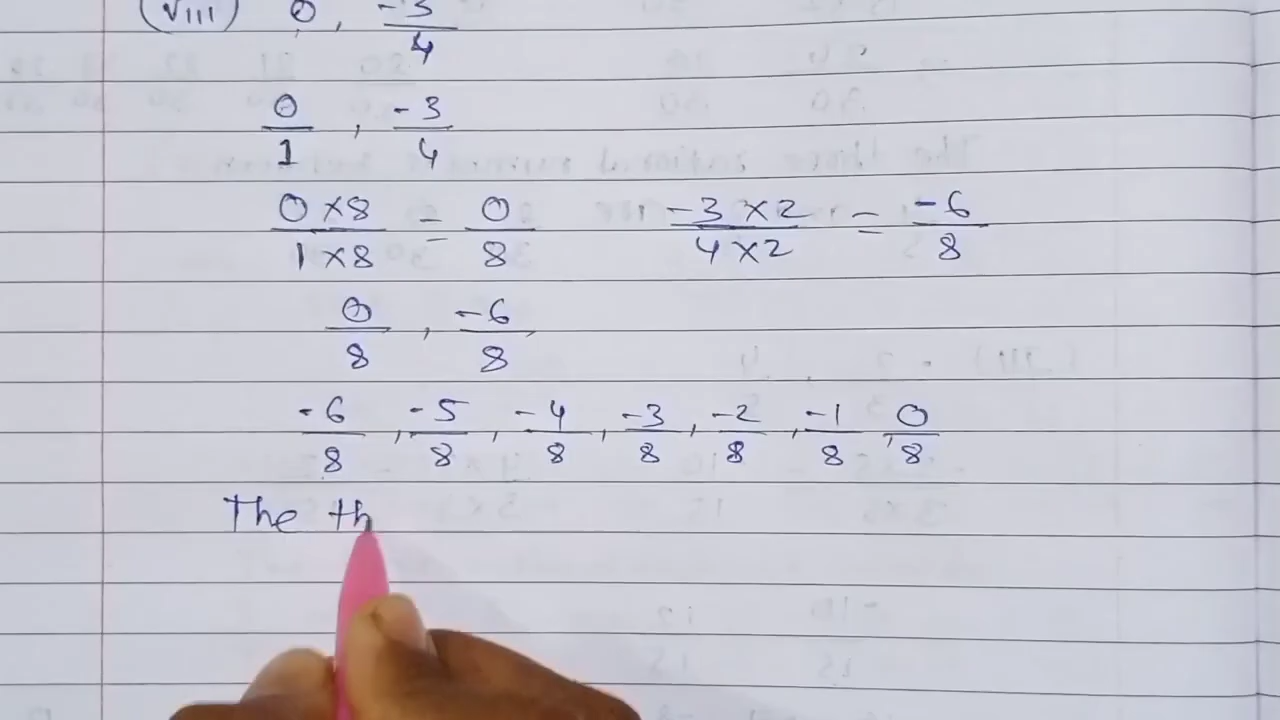 (VIII) 0, -3/4
0/1, -3/4
0×8/1×8 = 0/8 -3×2/4×2 = -6/8
0/8, -6/8
-6/8, -5/8, -4/8, -3/8, -2/8, -1/8, 0/8
The th